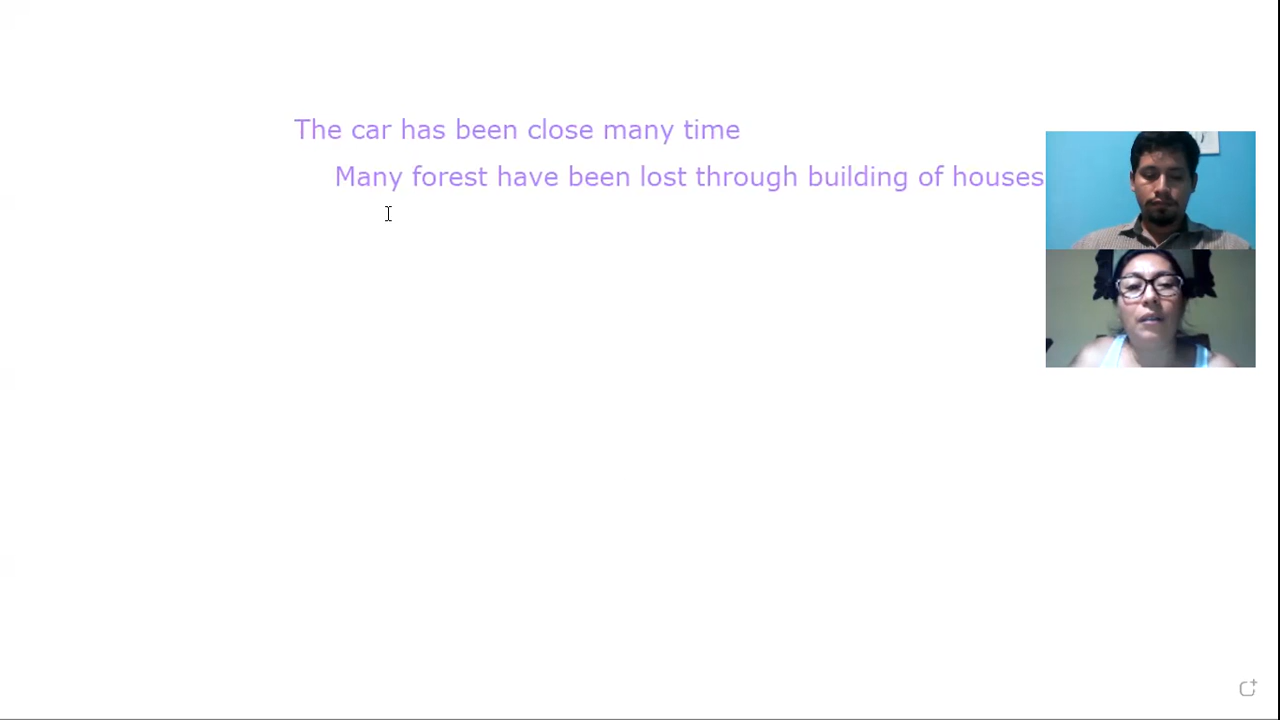 The car has been close many time
Many forest have been lost through building of houses